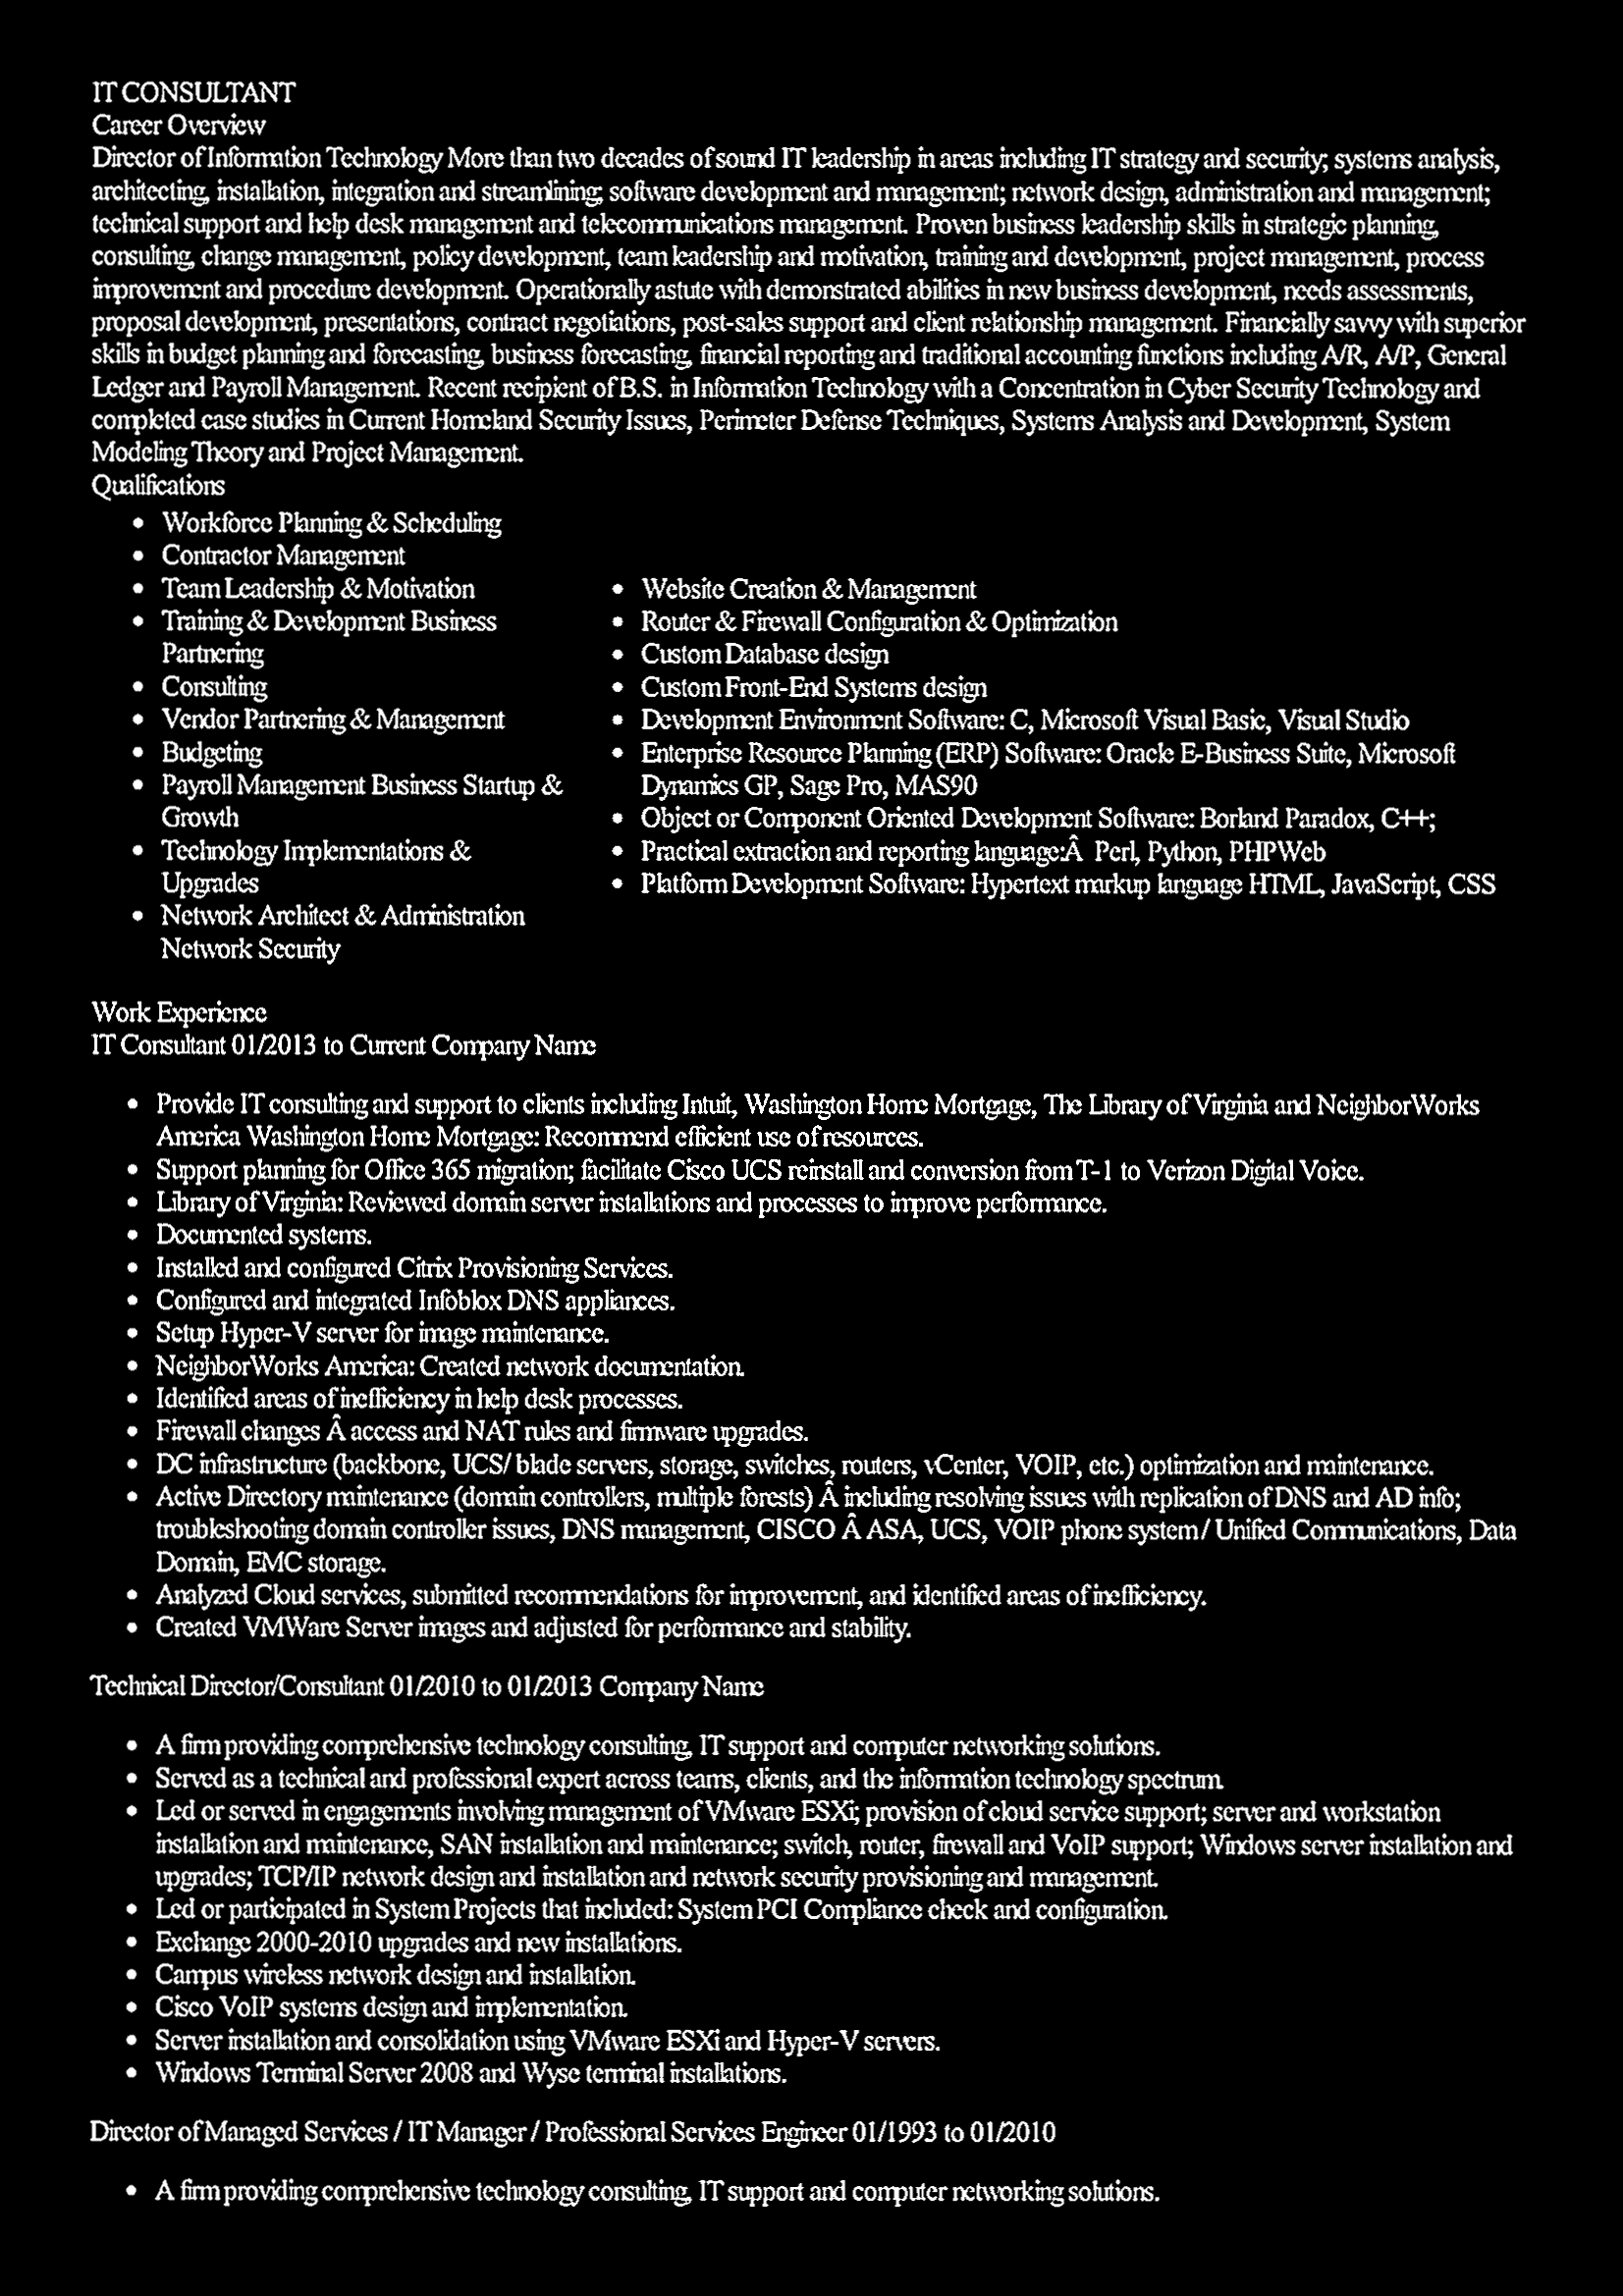 IT CONSULTANT
Career Overview
Director of Information Technology More than two decades of sound IT leadership in areas including IT strategy and security; systems analysis,
architecting, installation, integration and streamlining; software development and management; network design, administration and management;
technical support and help desk management and telecommunications management. Proven business leadership skills in strategic planning,
consulting, change management, policy development, team leadership and motivation, training and development, project management, process
improvement and procedure development. Operationally astute with demonstrated abilities in new business development, needs assessments,
proposal development, presentations, contract negotiations, post-sales support and client relationship management. Financially savvy with superior
skills in budget planning and forecasting, business forecasting, financial reporting and traditional accounting functions including A/R, A/P, General
Ledger and Payroll Management. Recent recipient of B.S. in Information Technology with a Concentration in Cyber Security Technology and
completed case studies in Current Homeland Security Issues, Perimeter Defense Techniques, Systems Analysis and Development, System
Modeling Theory and Project Management.
Qualifications
• Workforce Planning & Scheduling
• Contractor Management
• Team Leadership & Motivation
• Training & Development Business
Partnering
• Consulting
• Vendor Partnering & Management
• Budgeting
• Payroll Management Business Startup &
Growth
• Technology Implementations &
Upgrades
• Network Architect & Administration
Network Security
• Website Creation & Management
• Router & Firewall Configuration & Optimization
• Custom Database design
• Custom Front-End Systems design
• Development Environment Software: C, Microsoft Visual Basic, Visual Studio
• Enterprise Resource Planning (ERP) Software: Oracle E-Business Suite, Microsoft
Dynamics GP, Sage Pro, MAS90
• Object or Component Oriented Development Software: Borland Paradox, C++;
• Practical extraction and reporting language:Â Perl, Python, PHP Web
• Platform Development Software: Hypertext markup language HTML, JavaScript, CSS
Work Experience
IT Consultant 01/2013 to Current Company Name
• Provide IT consulting and support to clients including Intuit, Washington Home Mortgage, The Library of Virginia and NeighborWorks
America Washington Home Mortgage: Recommend efficient use of resources.
• Support planning for Office 365 migration; facilitate Cisco UCS reinstall and conversion from T-1 to Verizon Digital Voice.
• Library of Virginia: Reviewed domain server installations and processes to improve performance.
• Documented systems.
• Installed and configured Citrix Provisioning Services.
• Configured and integrated Infoblox DNS appliances.
• Setup Hyper-V server for image maintenance.
• NeighborWorks America: Created network documentation.
• Identified areas of inefficiency in help desk processes.
• Firewall changes Â access and NAT rules and firmware upgrades.
• DC infrastructure (backbone, UCS/ blade servers, storage, switches, routers, vCenter, VOIP, etc.) optimization and maintenance.
• Active Directory maintenance (domain controllers, multiple forests) Â including resolving issues with replication of DNS and AD info;
troubleshooting domain controller issues, DNS management, CISCO Â ASA, UCS, VOIP phone system / Unified Communications, Data
Domain, EMC storage.
• Analyzed Cloud services, submitted recommendations for improvement, and identified areas of inefficiency.
• Created VMWare Server images and adjusted for performance and stability.
Technical Director/Consultant 01/2010 to 01/2013 Company Name
• A firm providing comprehensive technology consulting, IT support and computer networking solutions.
• Served as a technical and professional expert across teams, clients, and the information technology spectrum.
• Led or served in engagements involving management of VMware ESXi; provision of cloud service support; server and workstation
installation and maintenance, SAN installation and maintenance; switch, router, firewall and VoIP support; Windows server installation and
upgrades; TCP/IP network design and installation and network security provisioning and management.
• Led or participated in System Projects that included: System PCI Compliance check and configuration.
• Exchange 2000-2010 upgrades and new installations.
• Campus wireless network design and installation.
• Cisco VoIP systems design and implementation.
• Server installation and consolidation using VMware ESXi and Hyper-V servers.
• Windows Terminal Server 2008 and Wyse terminal installations.
Director of Managed Services / IT Manager / Professional Services Engineer 01/1993 to 01/2010
• A firm providing comprehensive technology consulting, IT support and computer networking solutions.